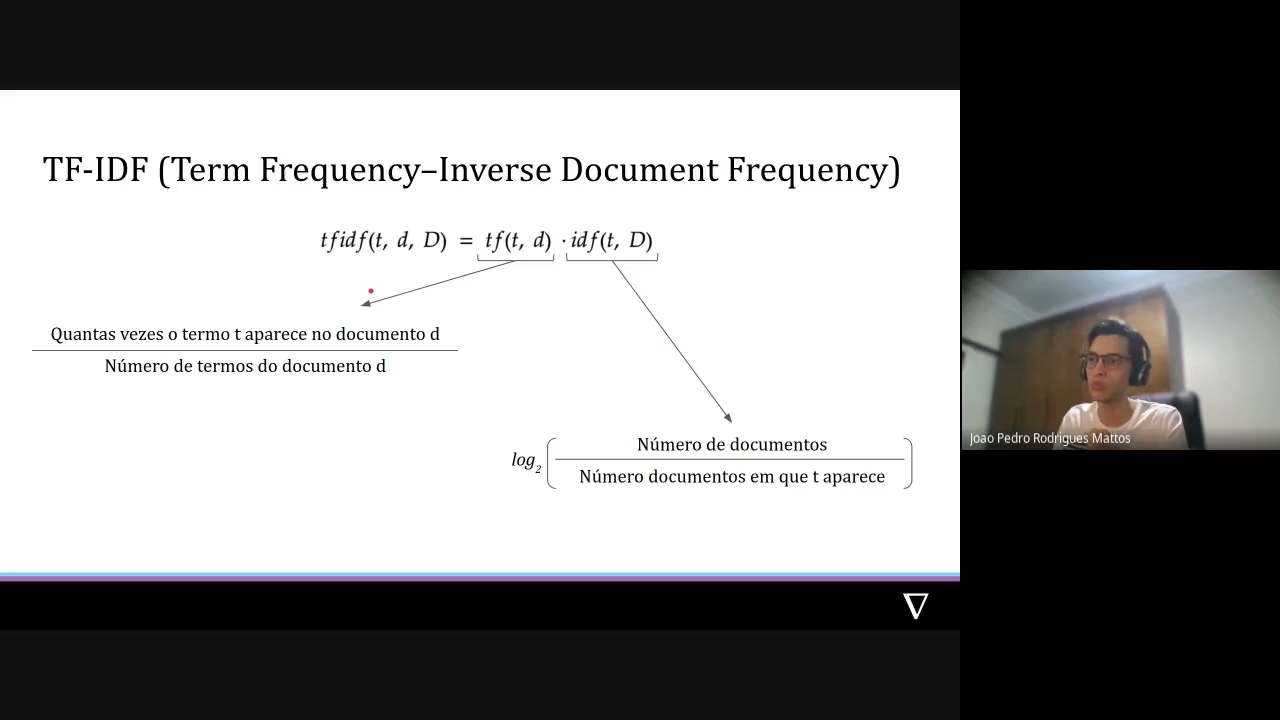 TF-IDF (Term Frequency–Inverse Document Frequency)
tfidf(t, d, D) = tf(t, d) · idf(t, D)
Quantas vezes o termo t aparece no documento d
Número de termos do documento d
log2
Número de documentos
Número documentos em que t aparece
Joao Pedro Rodrigues Mattos